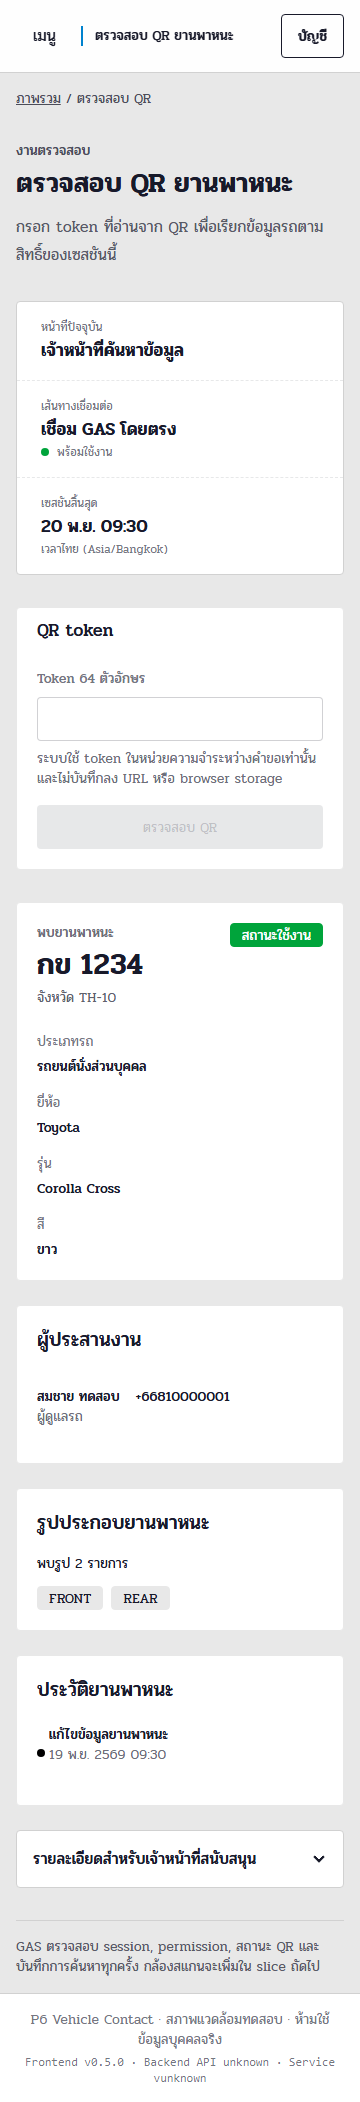 เมนู
ตรวจสอบ QR ยานพาหนะ
บัญชี
ภาพรวม / ตรวจสอบ QR
งานตรวจสอบ
ตรวจสอบ QR ยานพาหนะ
กรอก token ที่อ่านจาก QR เพื่อเรียกข้อมูลรถตาม
สิทธิ์ของเซสชันนี้
หน้าที่ปัจจุบัน
เจ้าหน้าที่ค้นหาข้อมูล
เส้นทางเชื่อมต่อ
เชื่อม GAS โดยตรง
พร้อมใช้งาน
เซสชันสิ้นสุด
20 พ.ย. 09:30
เวลาไทย (Asia/Bangkok)
QR token
Token 64 ตัวอักษร
ระบบใช้ token ในหน่วยความจำระหว่างคำขอเท่านั้น
และไม่บันทึกลง URL หรือ browser storage
ตรวจสอบ QR
พบยานพาหนะ
สถานะใช้งาน
กข 1234
จังหวัด TH-10
ประเภทรถ
รถยนต์นั่งส่วนบุคคล
ยี่ห้อ
Toyota
รุ่น
Corolla Cross
สี
ขาว
ผู้ประสานงาน
สมชาย ทดสอบ +66810000001
ผู้ดูแลรถ
รูปประกอบยานพาหนะ
พบรูป 2 รายการ
FRONT REAR
ประวัติยานพาหนะ
แก้ไขข้อมูลยานพาหนะ
19 พ.ย. 2569 09:30
รายละเอียดสำหรับเจ้าหน้าที่สนับสนุน
GAS ตรวจสอบ session, permission, สถานะ QR และ
บันทึกการค้นหาทุกครั้ง กล้องสแกนจะเพิ่มใน slice ถัดไป
P6 Vehicle Contact · สภาพแวดล้อมทดสอบ · ห้ามใช้
ข้อมูลบุคคลจริง
Frontend v0.5.0 · Backend API unknown · Service
vunknown